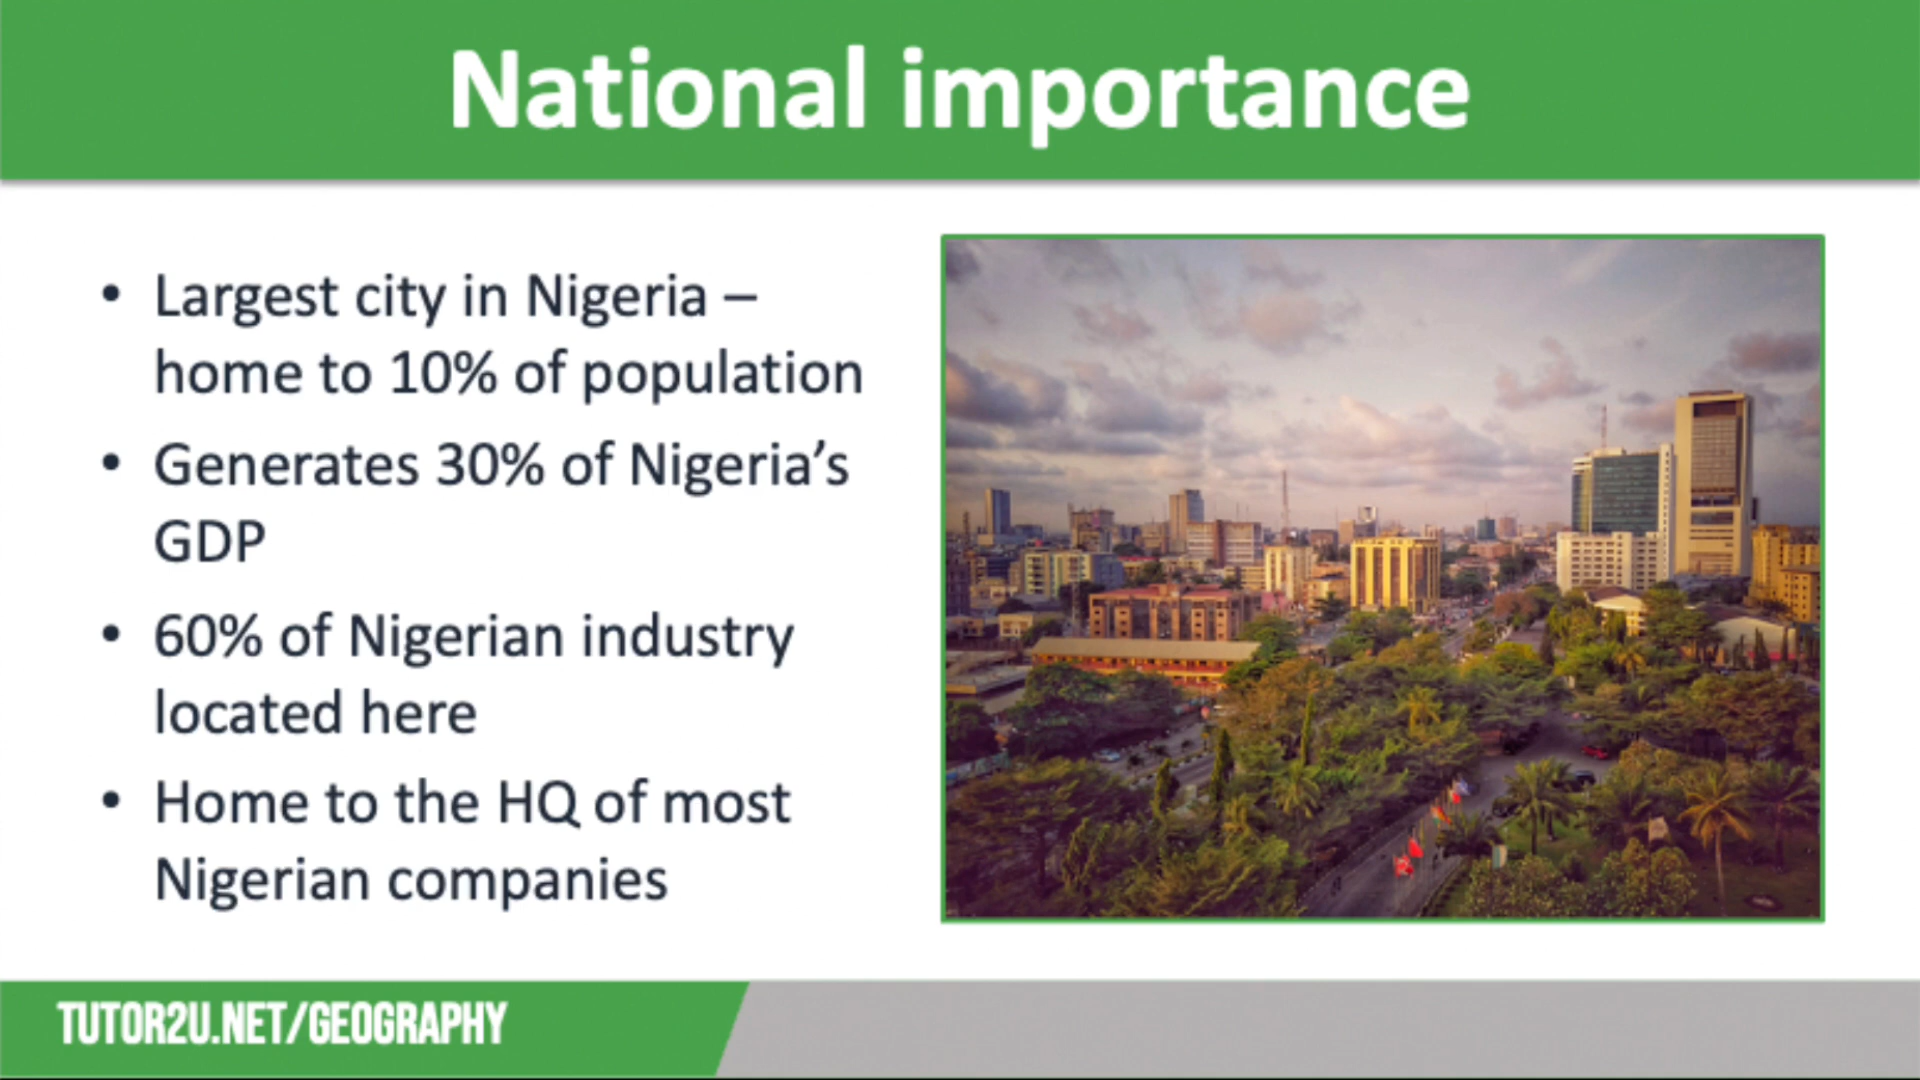 National importance
• Largest city in Nigeria –
home to 10% of population
• Generates 30% of Nigeria’s
GDP
• 60% of Nigerian industry
located here
• Home to the HQ of most
Nigerian companies
TUTOR2U.NET/GEOGRAPHY